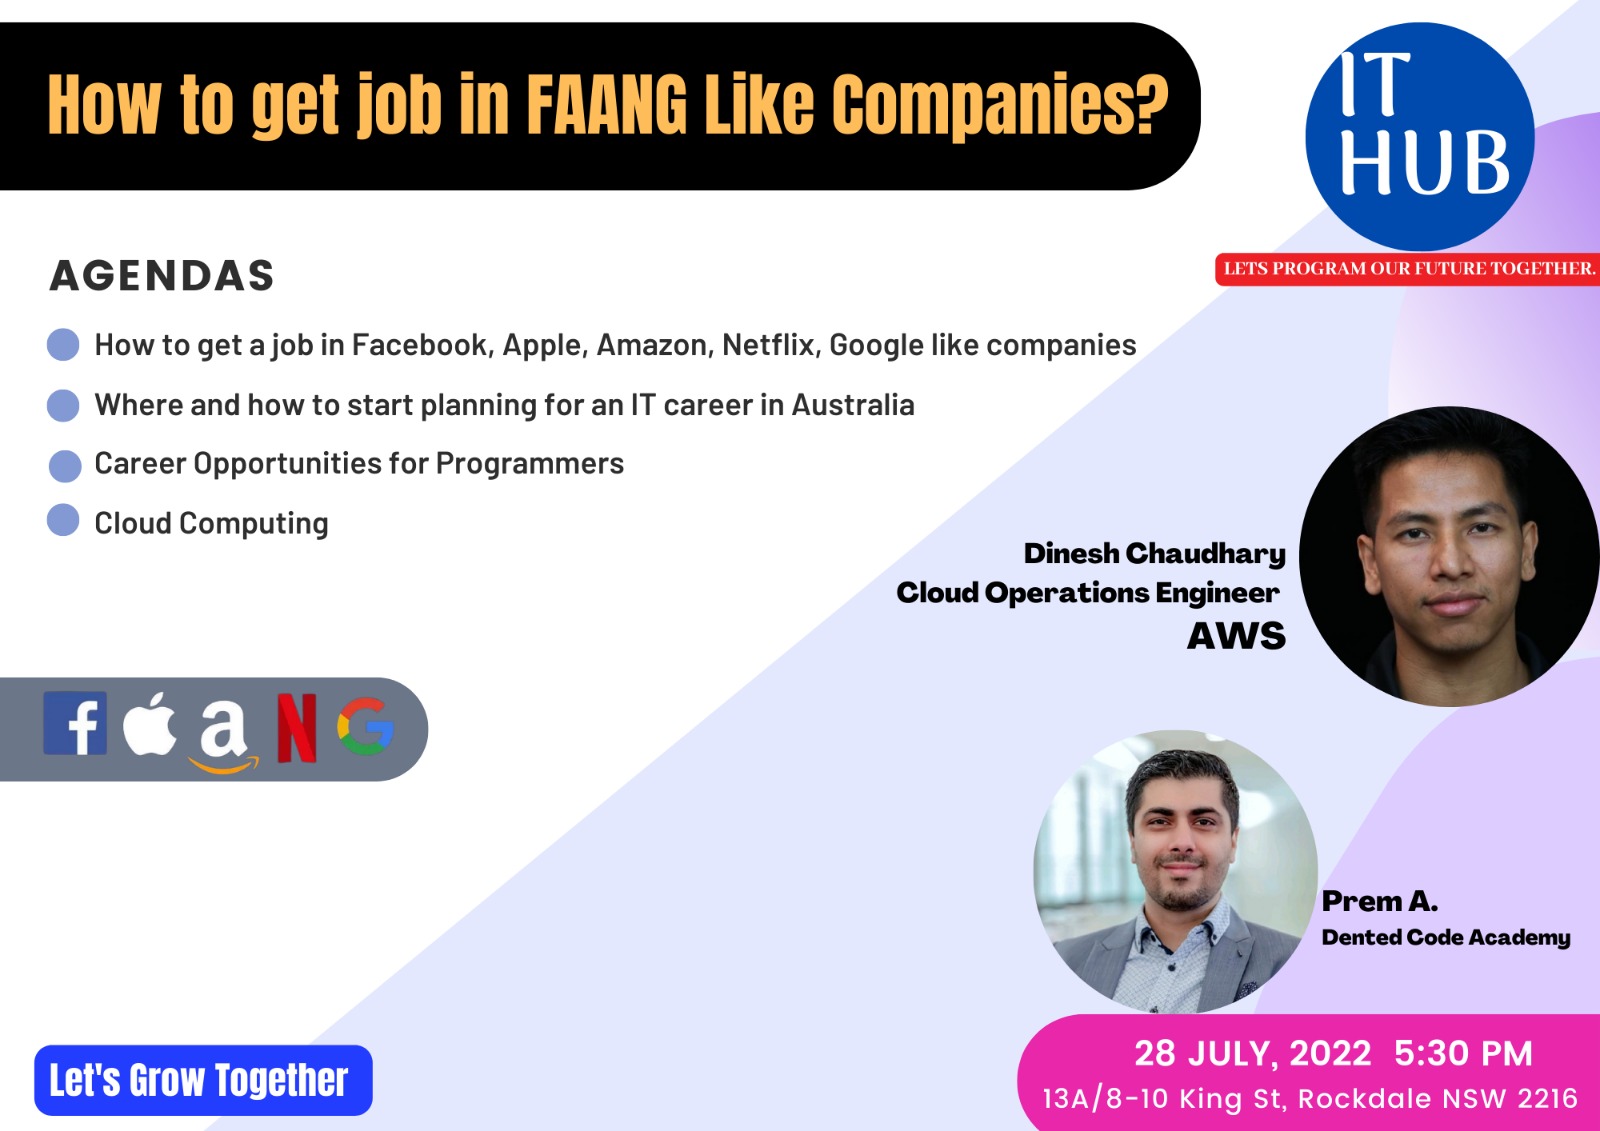 How to get job in FAANG Like Companies?
IT
HUB
LETS PROGRAM OUR FUTURE TOGETHER.
AGENDAS
How to get a job in Facebook, Apple, Amazon, Netflix, Google like companies
Where and how to start planning for an IT career in Australia
Career Opportunities for Programmers
Cloud Computing
Dinesh Chaudhary
Cloud Operations Engineer
AWS
f a N G
Prem A.
Dented Code Academy
Let's Grow Together
28 JULY, 2022 5:30 PM
13A/8-10 King St, Rockdale NSW 2216